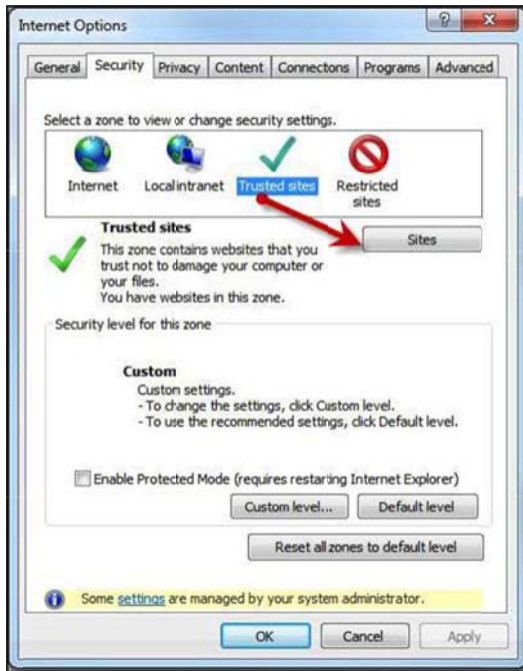 Internet Options
General Security Privacy Content Connectons Programs Advanced
Select a zone to view or change security settings.
Internet Local intranet Trusted sites Restricted
sites
Trusted sites
Sites
This zone contains websites that you
trust not to damage your computer or
your files.
You have websites in this zone.
Security level for this zone
Custom
Custom settings.
- To change the settings, click Custom level.
- To use the recommended settings, click Default level.
Enable Protected Mode (requires restarting Internet Explorer)
Custom level... Default level
Reset all zones to default level
Some settings are managed by your system administrator.
OK Cancel Apply